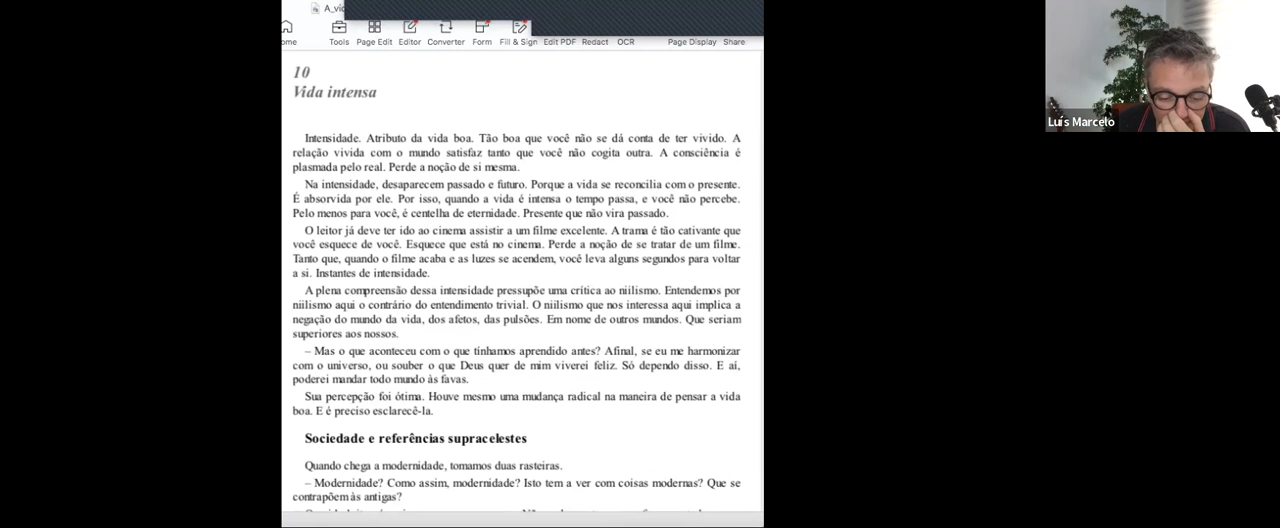 A_vic
ome Tools Page Edit Editor Converter Form Fill & Sign Edit PDF Redact OCR Page Display Share
10
Vida intensa
Intensidade. Atributo da vida boa. Tão boa que você não se dá conta de ter vivido. A
relação vivida com o mundo satisfaz tanto que você não cogita outra. A consciência é
plasmada pelo real. Perde a noção de si mesma.
Na intensidade, desaparecem passado e futuro. Porque a vida se reconcilia com o presente.
É absorvida por ele. Por isso, quando a vida é intensa o tempo passa, e você não percebe.
Pelo menos para você, é centelha de eternidade. Presente que não vira passado.
O leitor já deve ter ido ao cinema assistir a um filme excelente. A trama é tão cativante que
você esquece de você. Esquece que está no cinema. Perde a noção de se tratar de um filme.
Tanto que, quando o filme acaba e as luzes se acendem, você leva alguns segundos para voltar
a si. Instantes de intensidade.
A plena compreensão dessa intensidade pressupõe uma crítica ao niilismo. Entendemos por
niilismo aqui o contrário do entendimento trivial. O niilismo que nos interessa aqui implica a
negação do mundo da vida, dos afetos, das pulsões. Em nome de outros mundos. Que seriam
superiores aos nossos.
– Mas o que aconteceu com o que tínhamos aprendido antes? Afinal, se eu me harmonizar
com o universo, ou souber o que Deus quer de mim viverei feliz. Só dependo disso. E aí,
poderei mandar todo mundo às favas.
Sua percepção foi ótima. Houve mesmo uma mudança radical na maneira de pensar a vida
boa. E é preciso esclarecê-la.
Sociedade e referências supracelestes
Quando chega a modernidade, tomamos duas rasteiras.
– Modernidade? Como assim, modernidade? Isto tem a ver com coisas modernas? Que se
contrapõem às antigas?
Luís Marcelo